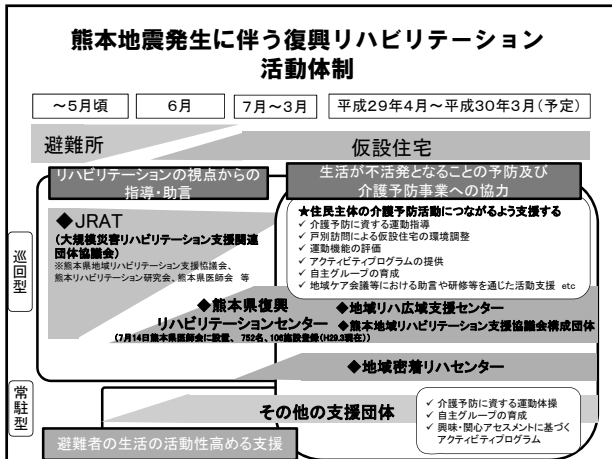 熊本地震発生に伴う復興リハビリテーション
活動体制
～5月頃
6月
7月～3月
平成29年4月～平成30年3月(予定)
避難所
仮設住宅
リハビリテーションの視点からの
指導・助言
生活が不活発となることの予防及び
介護予防事業への協力
巡回型
◆JRAT
(大規模災害リハビリテーション支援関連
団体協議会)
※熊本県地域リハビリテーション支援協議会、
熊本リハビリテーション研究会、熊本県医師会 等
★住民主体の介護予防活動につながるよう支援する
✓ 介護予防に資する運動指導
✓ 戸別訪問による仮設住宅の環境調整
✓ 運動機能の評価
✓ アクティビティプログラムの提供
✓ 自主グループの育成
✓ 地域ケア会議等における助言や研修等を通じた活動支援 etc
◆熊本県復興
リハビリテーションセンター
(7月14日熊本県医師会に設置、752名、106施設登録(H29.3現在))
◆地域リハ広域支援センター
◆熊本地域リハビリテーション支援協議会構成団体
◆地域密着リハセンター
常駐型
その他の支援団体
✓ 介護予防に資する運動体操
✓ 自主グループの育成
✓ 興味・関心アセスメントに基づく
アクティビティプログラム
避難者の生活の活動性高める支援